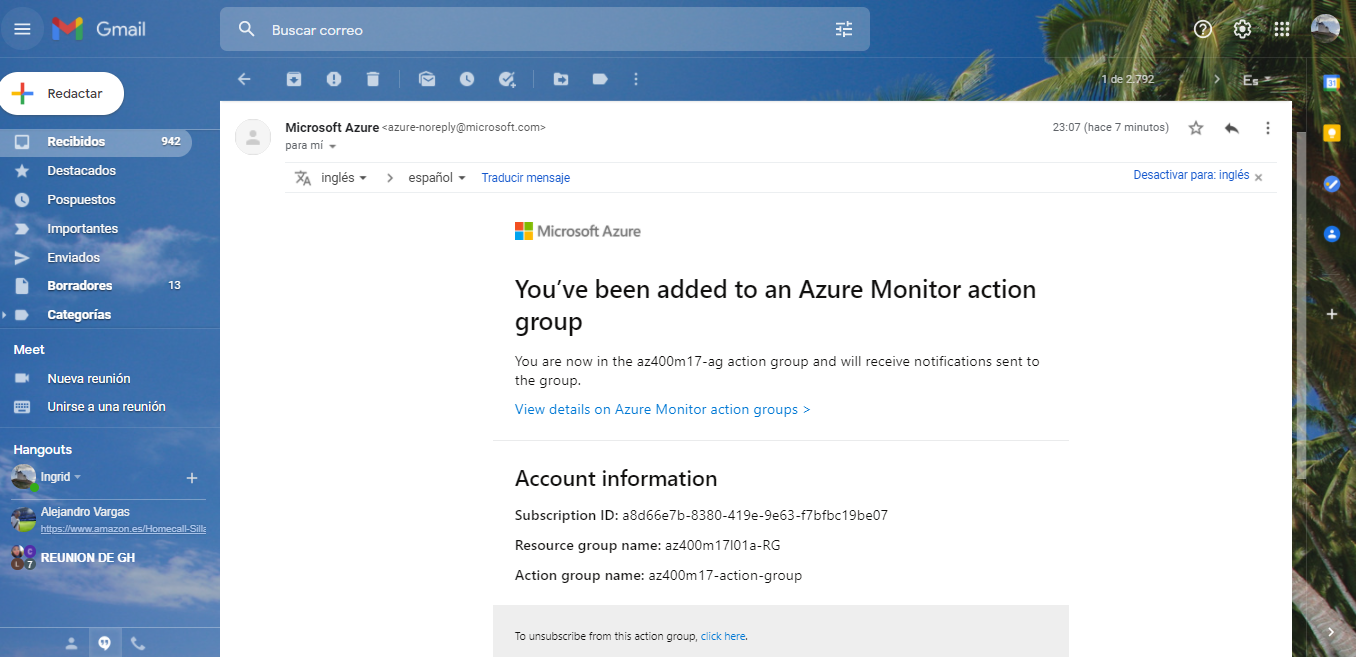 Gmail
Buscar correo
1 de 2.792
Es
31
Redactar
Recibidos 942
Destacados
Pospuestos
Importantes
Enviados
Borradores 13
Categorías
Meet
Nueva reunión
Unirse a una reunión
Hangouts
Ingrid
Alejandro Vargas
https://www.amazon.es/Homecall-Silla
C
L 7
REUNION DE GH
Microsoft Azure <azure-noreply@microsoft.com>
23:07 (hace 7 minutos)
para mí
inglés > español Traducir mensaje
Desactivar para: inglés ×
Microsoft Azure
You’ve been added to an Azure Monitor action
group
You are now in the az400m17-ag action group and will receive notifications sent to
the group.
View details on Azure Monitor action groups >
Account information
Subscription ID: a8d66e7b-8380-419e-9e63-f7bfbc19be07
Resource group name: az400m17l01a-RG
Action group name: az400m17-action-group
To unsubscribe from this action group, click here.